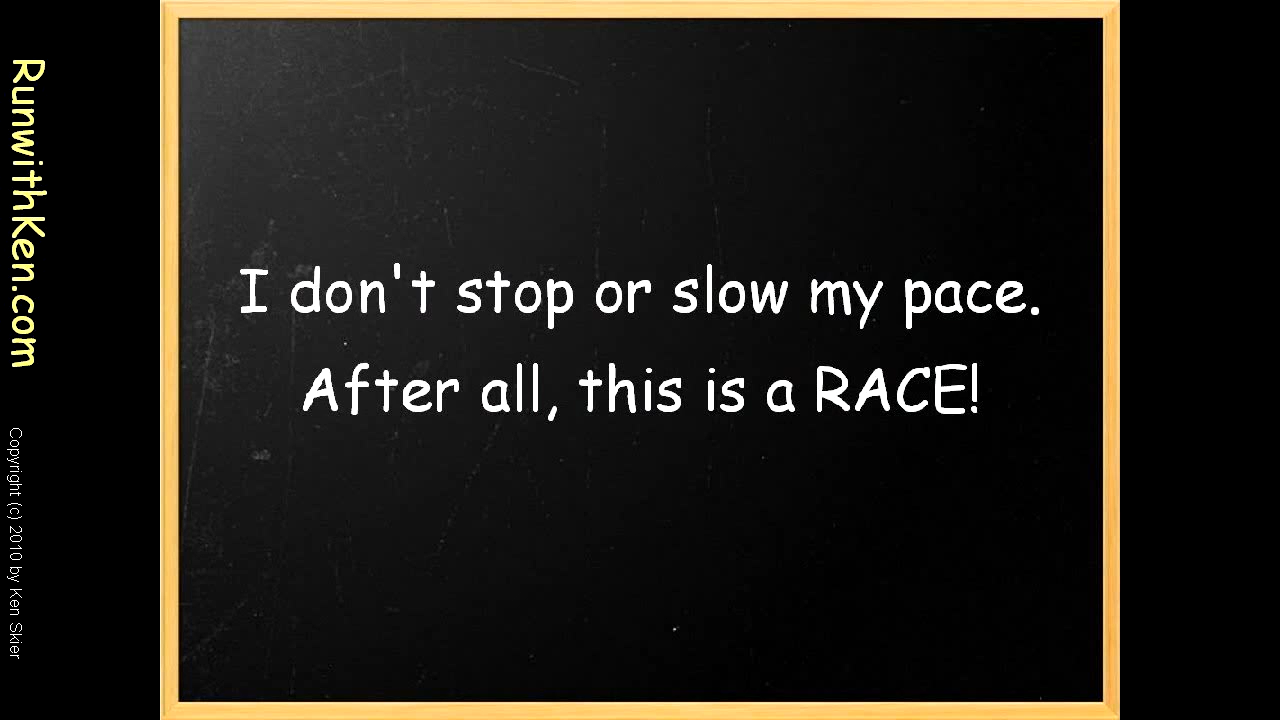 I don't stop or slow my pace.
After all, this is a RACE!
RunwithKen.com
Copyright (c) 2010 by Ken Skier